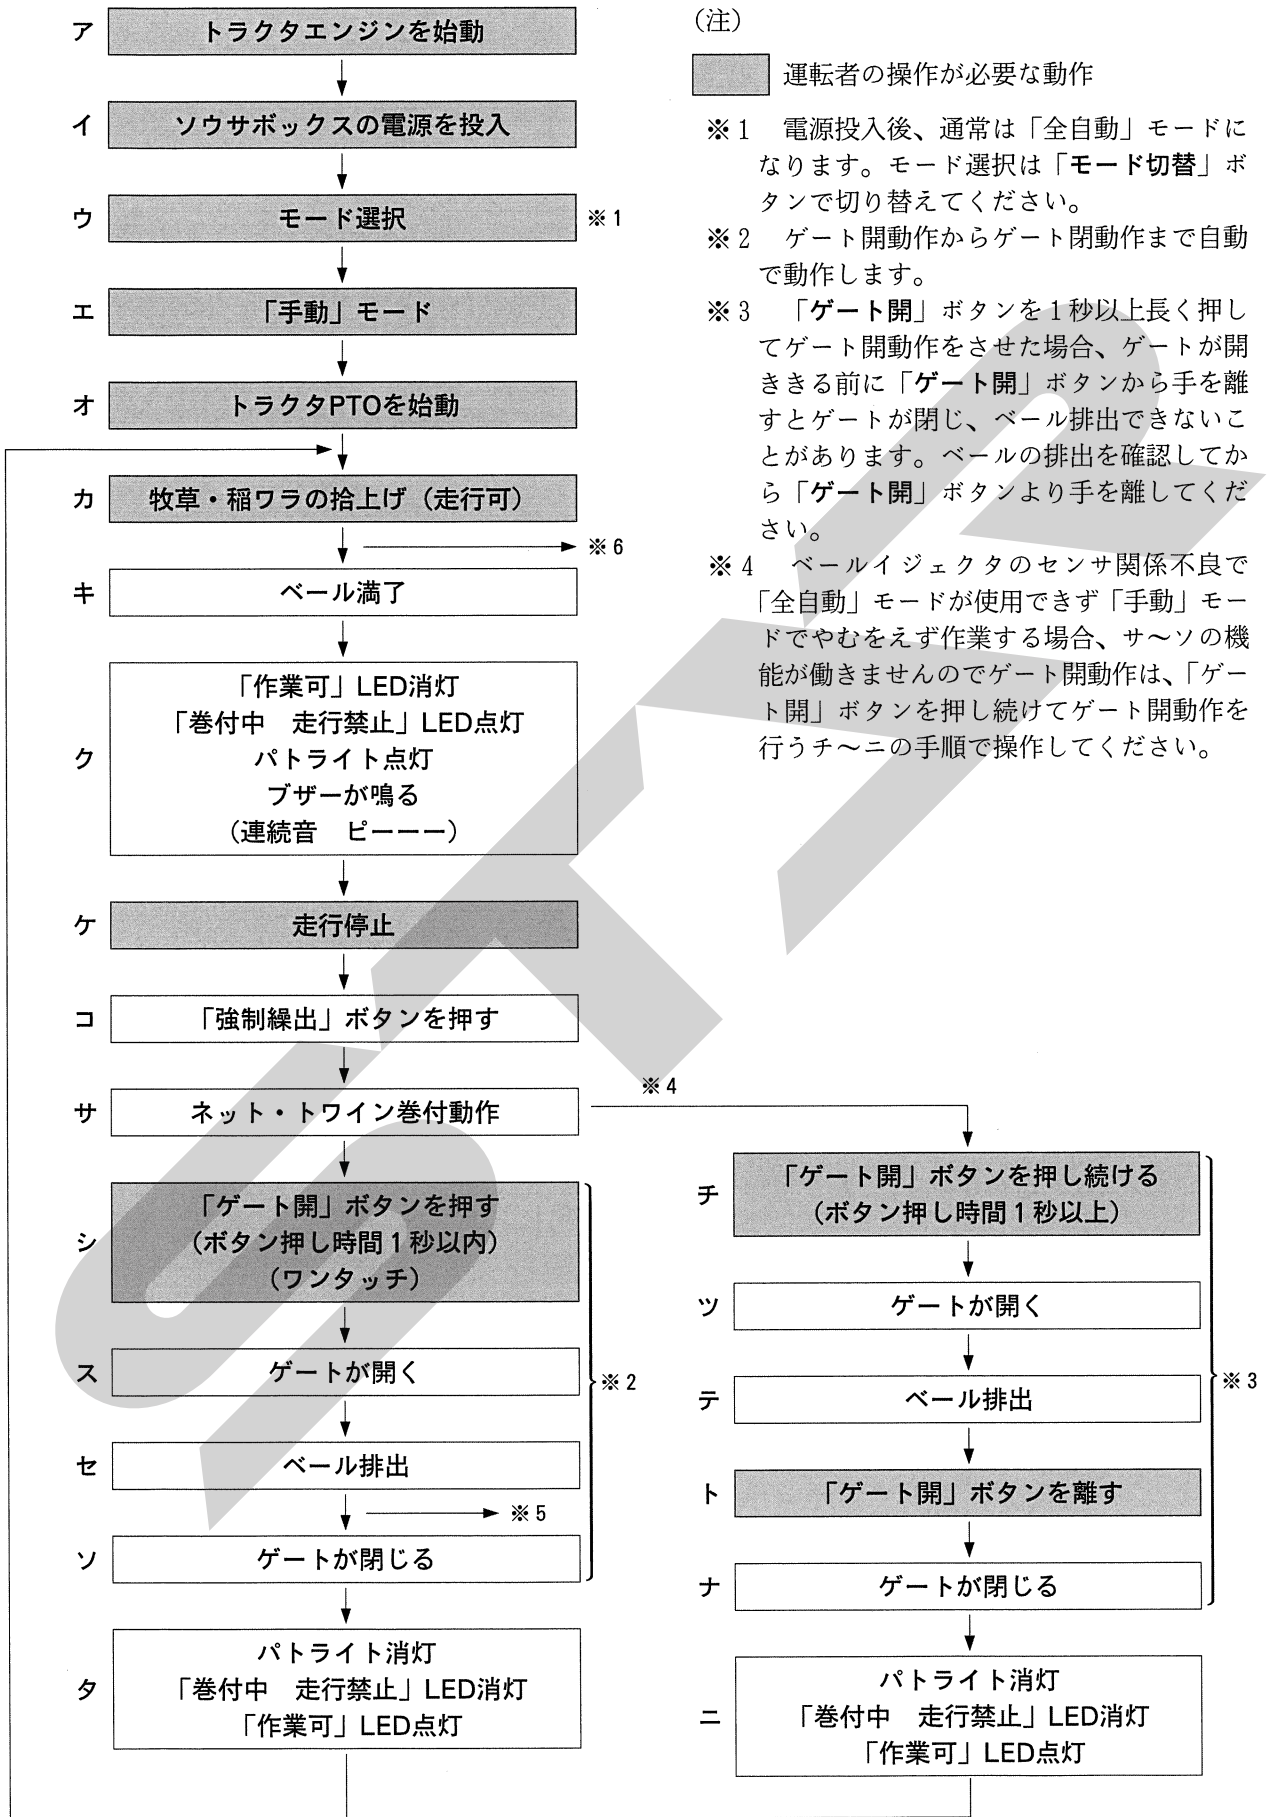 ア トラクタエンジンを始動
イ ソウサボックスの電源を投入
ウ モード選択 ※1
エ 「手動」モード
オ トラクタPTOを始動
カ 牧草・稲ワラの拾上げ（走行可）
※6
キ ベール満了
ク
「作業可」LED消灯
「巻付中　走行禁止」LED点灯
パトライト点灯
ブザーが鳴る
（連続音　ピーーー）
ケ 走行停止
コ 「強制繰出」ボタンを押す
サ ネット・トワイン巻付動作
※4
シ
「ゲート開」ボタンを押す
（ボタン押し時間1秒以内）
（ワンタッチ）
ス ゲートが開く
※2
セ ベール排出
※5
ソ ゲートが閉じる
タ
パトライト消灯
「巻付中　走行禁止」LED消灯
「作業可」LED点灯
チ
「ゲート開」ボタンを押し続ける
（ボタン押し時間1秒以上）
ツ ゲートが開く
テ ベール排出
※3
ト 「ゲート開」ボタンを離す
ナ ゲートが閉じる
ニ
パトライト消灯
「巻付中　走行禁止」LED消灯
「作業可」LED点灯
（注）
運転者の操作が必要な動作
※1　電源投入後、通常は「全自動」モードに
なります。モード選択は「モード切替」ボ
タンで切り替えてください。
※2　ゲート開動作からゲート閉動作まで自動
で動作します。
※3　「ゲート開」ボタンを1秒以上長く押し
てゲート開動作をさせた場合、ゲートが開
ききる前に「ゲート開」ボタンから手を離
すとゲートが閉じ、ベール排出できないこ
とがあります。ベールの排出を確認してか
ら「ゲート開」ボタンより手を離してくだ
さい。
※4　ベールイジェクタのセンサ関係不良で
「全自動」モードが使用できず「手動」モー
ドでやむをえず作業する場合、サ～ソの機
能が働きませんのでゲート開動作は、「ゲー
ト開」ボタンを押し続けてゲート開動作を
行うチ～ニの手順で操作してください。
STAR